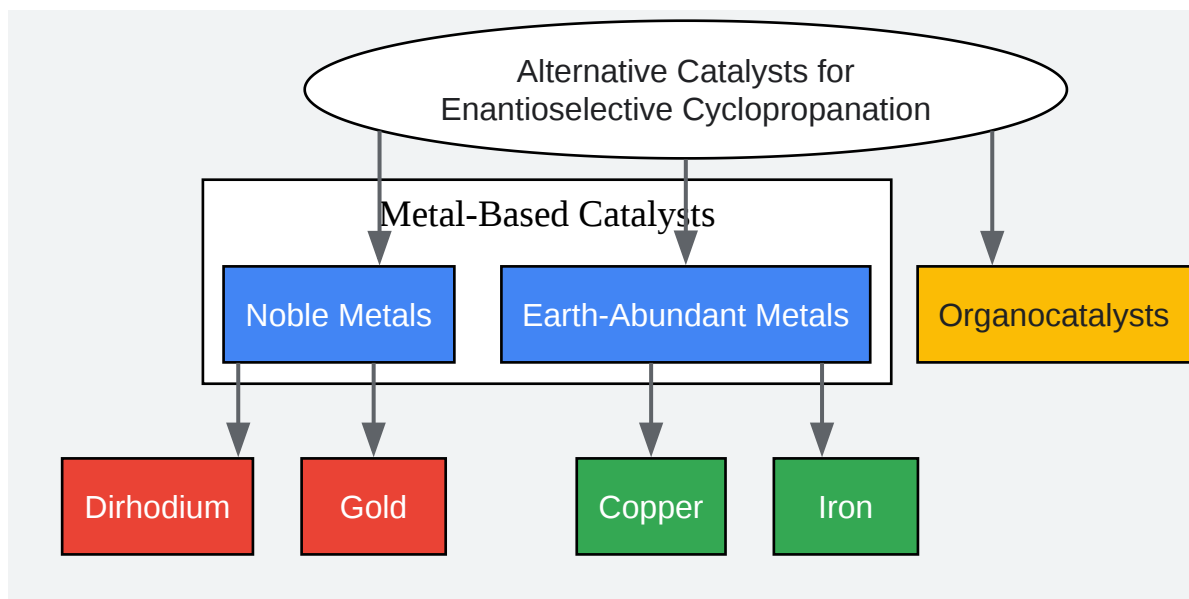 Alternative Catalysts for
Enantioselective Cyclopropanation
Metal-Based Catalysts
Noble Metals
Earth-Abundant Metals
Organocatalysts
Dirhodium
Gold
Copper
Iron